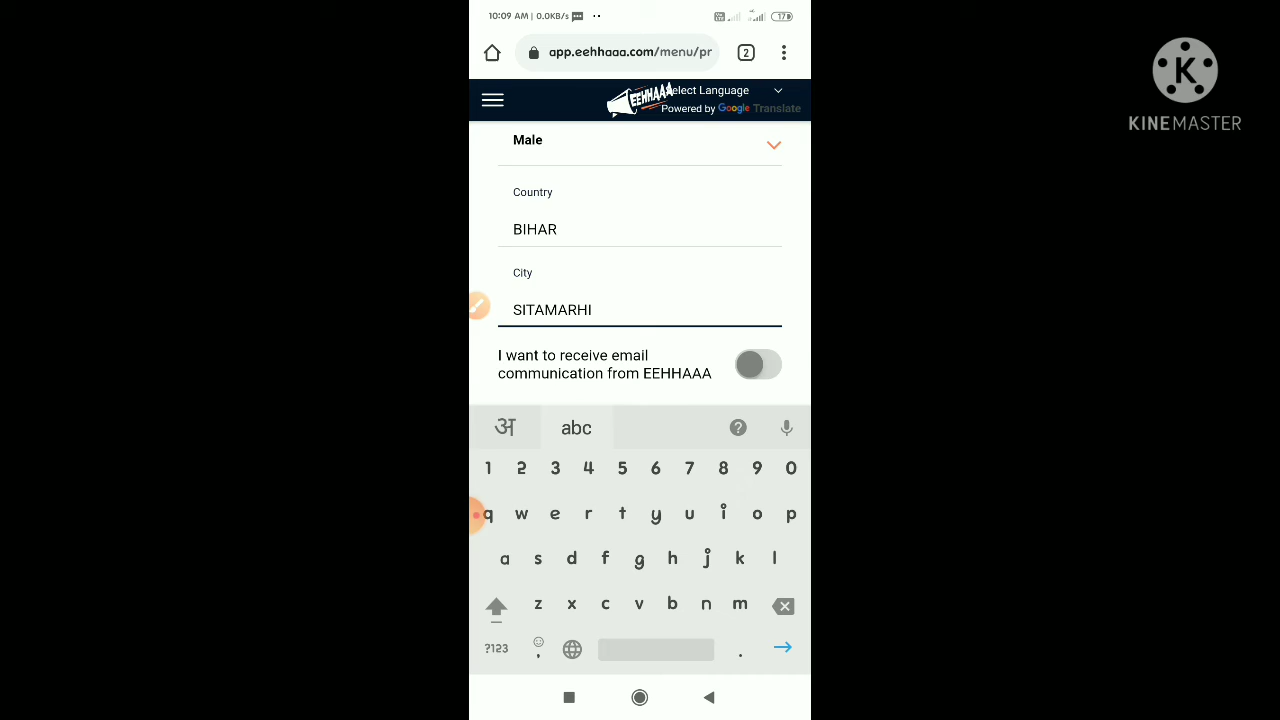 10:09 AM | 0.0KB/s
17
app.eehhaaa.com/menu/pr
2
EEHHAAA
elect Language
Powered by Google Translate
Male
Country
BIHAR
City
SITAMARHI
I want to receive email
communication from EEHHAAA
अ abc
1 2 3 4 5 6 7 8 9 0
q w e r t y u i o p
a s d f g h j k l
z x c v b n m
?123 , .
K
KINEMASTER